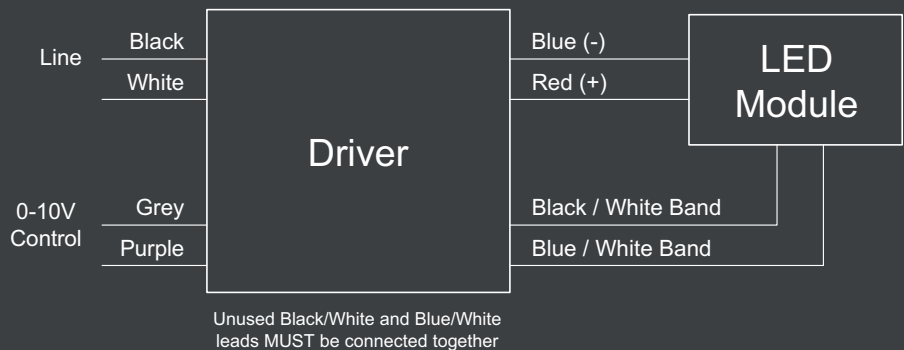 Line
Black
White
0-10V
Control
Grey
Purple
Driver
Blue (-)
Red (+)
LED
Module
Black / White Band
Blue / White Band
Unused Black/White and Blue/White
leads MUST be connected together